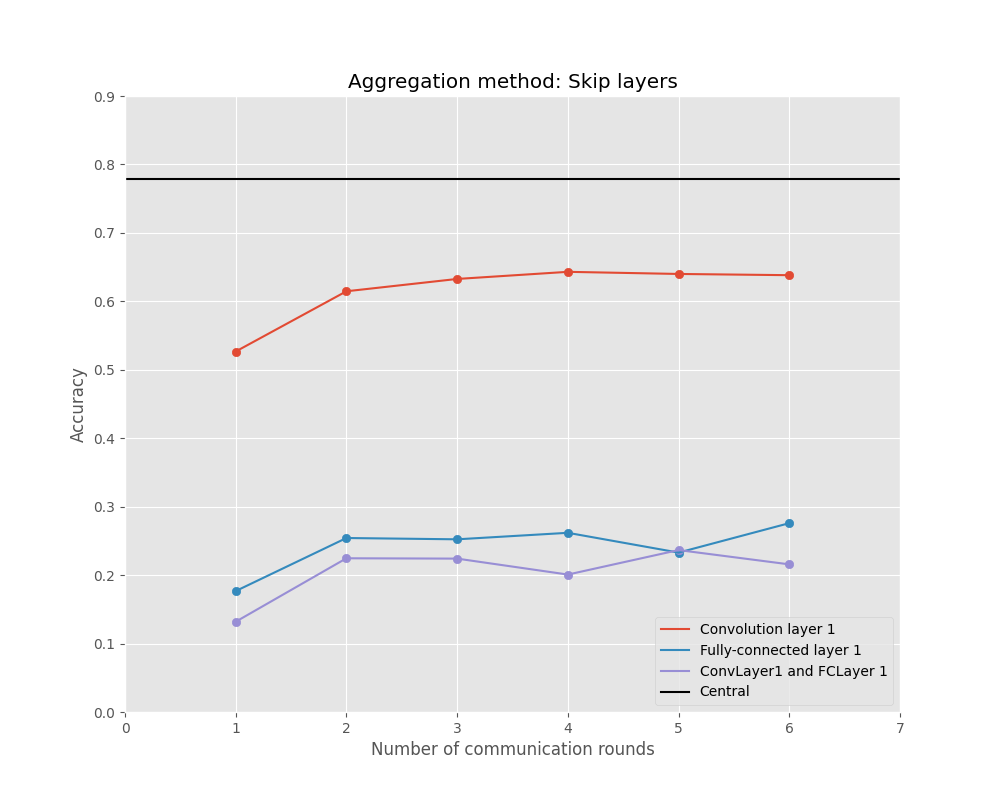 Aggregation method: Skip layers
0.9
0.8
0.7
0.6
0.5
0.4
0.3
0.2
0.1
0.0
Accuracy
0 1 2 3 4 5 6 7
Number of communication rounds
Convolution layer 1
Fully-connected layer 1
ConvLayer1 and FCLayer 1
Central